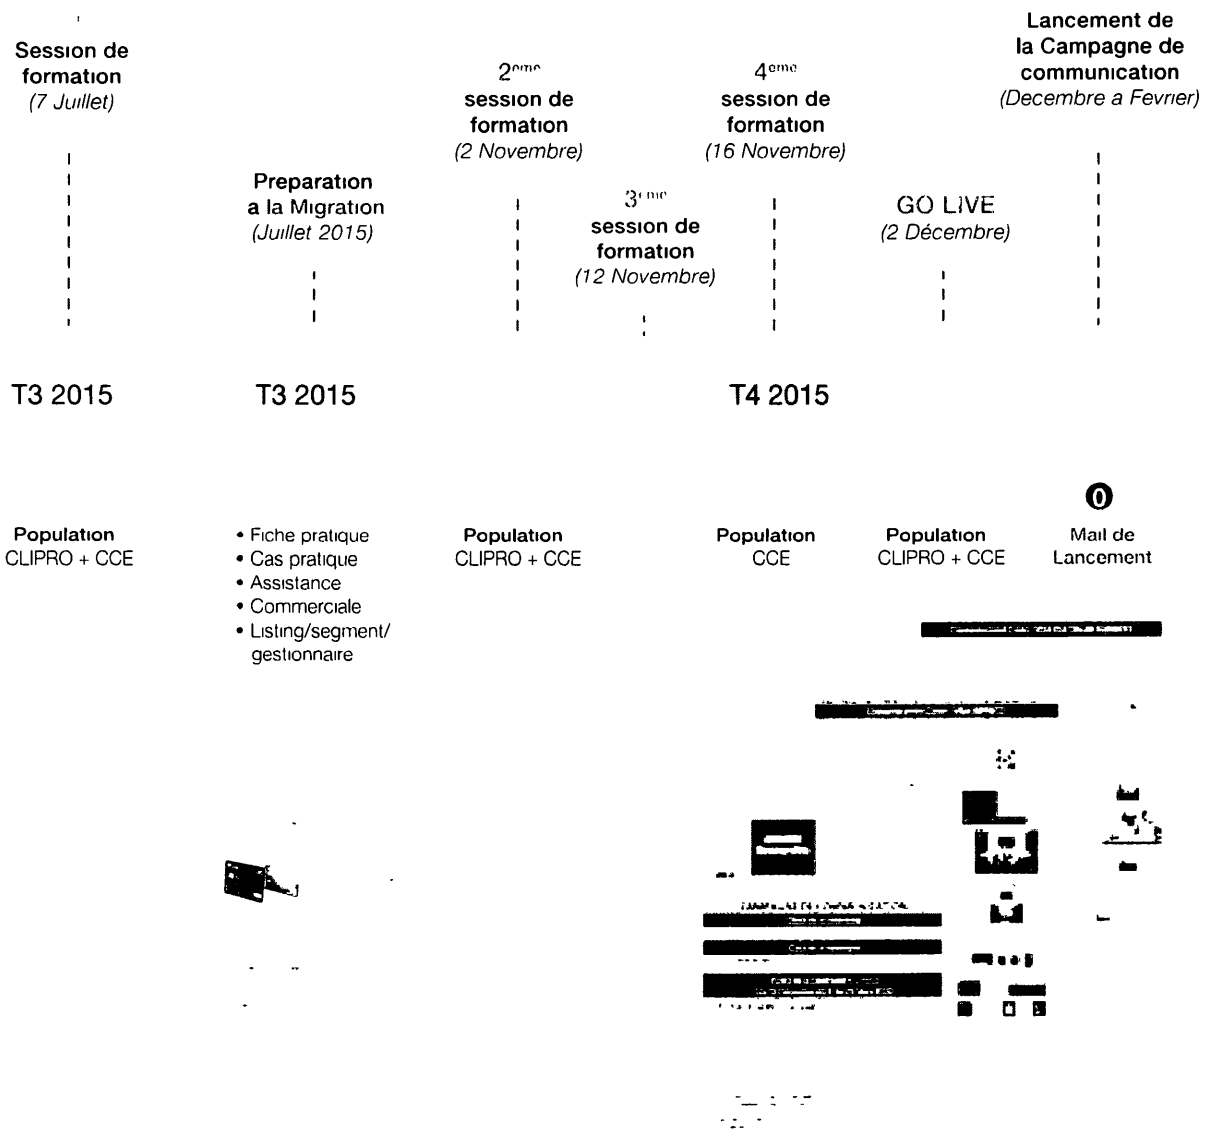 Session de
formation
(7 Juillet)
Preparation
a la Migration
(Juillet 2015)
2eme
session de
formation
(2 Novembre)
3eme
session de
formation
(12 Novembre)
4eme
session de
formation
(16 Novembre)
GO LIVE
(2 Décembre)
Lancement de
la Campagne de
communication
(Decembre a Fevrier)
T3 2015
T3 2015
T4 2015
Population
CLIPRO + CCE
• Fiche pratique
• Cas pratique
• Assistance
• Commerciale
• Listing/segment/
gestionnaire
Population
CLIPRO + CCE
Population
CCE
Population
CLIPRO + CCE
0
Mail de
Lancement